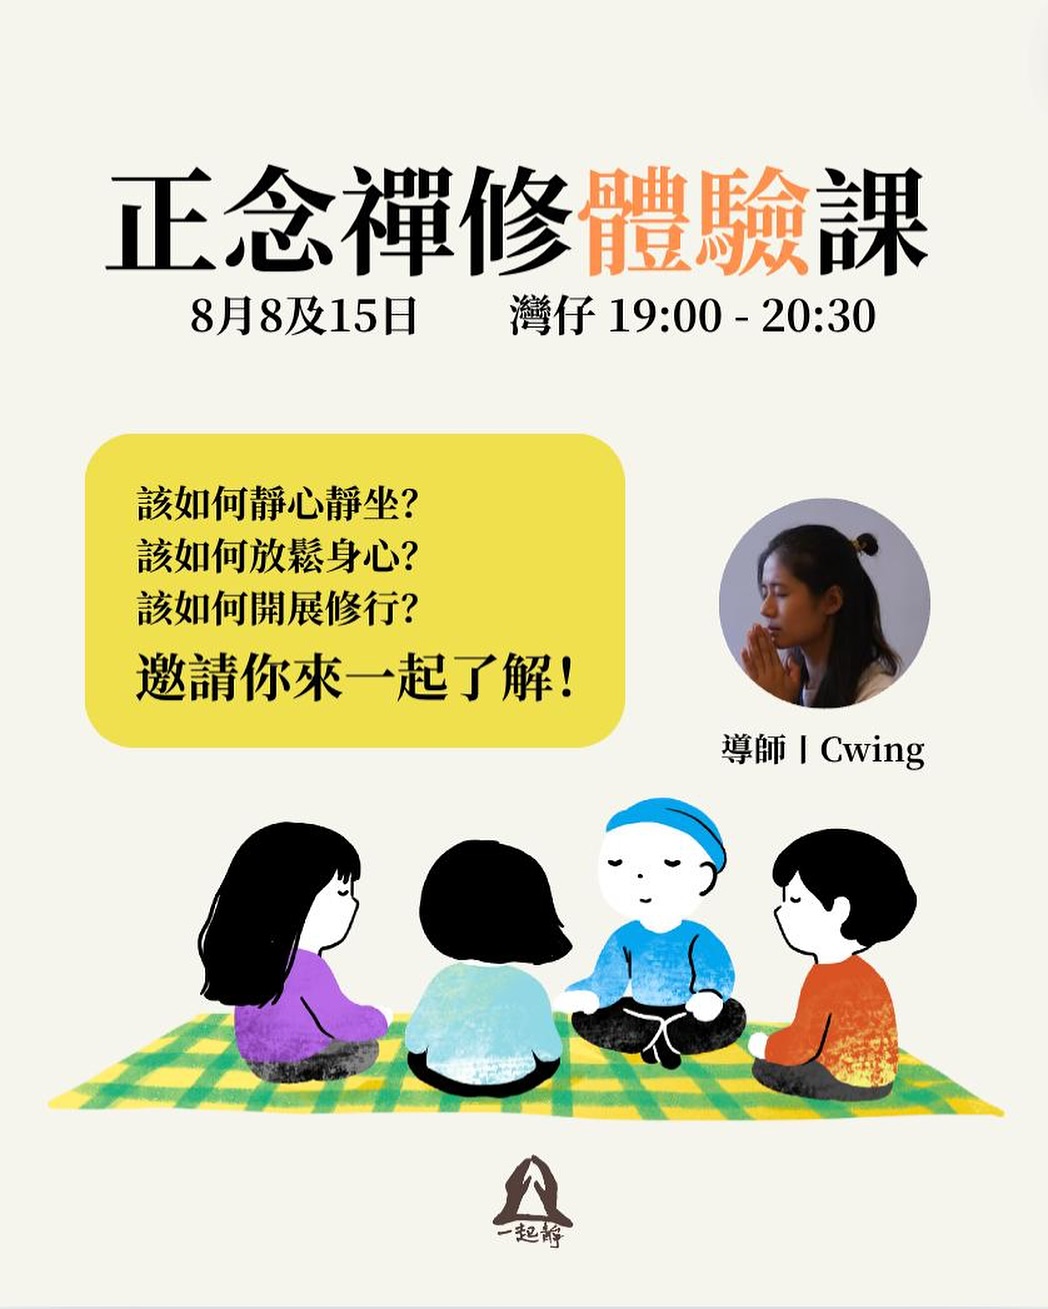 正念禪修體驗課
8月8及15日 灣仔 19:00 - 20:30
該如何靜心靜坐?
該如何放鬆身心?
該如何開展修行?
邀請你來一起了解!
導師 | Cwing
一起靜